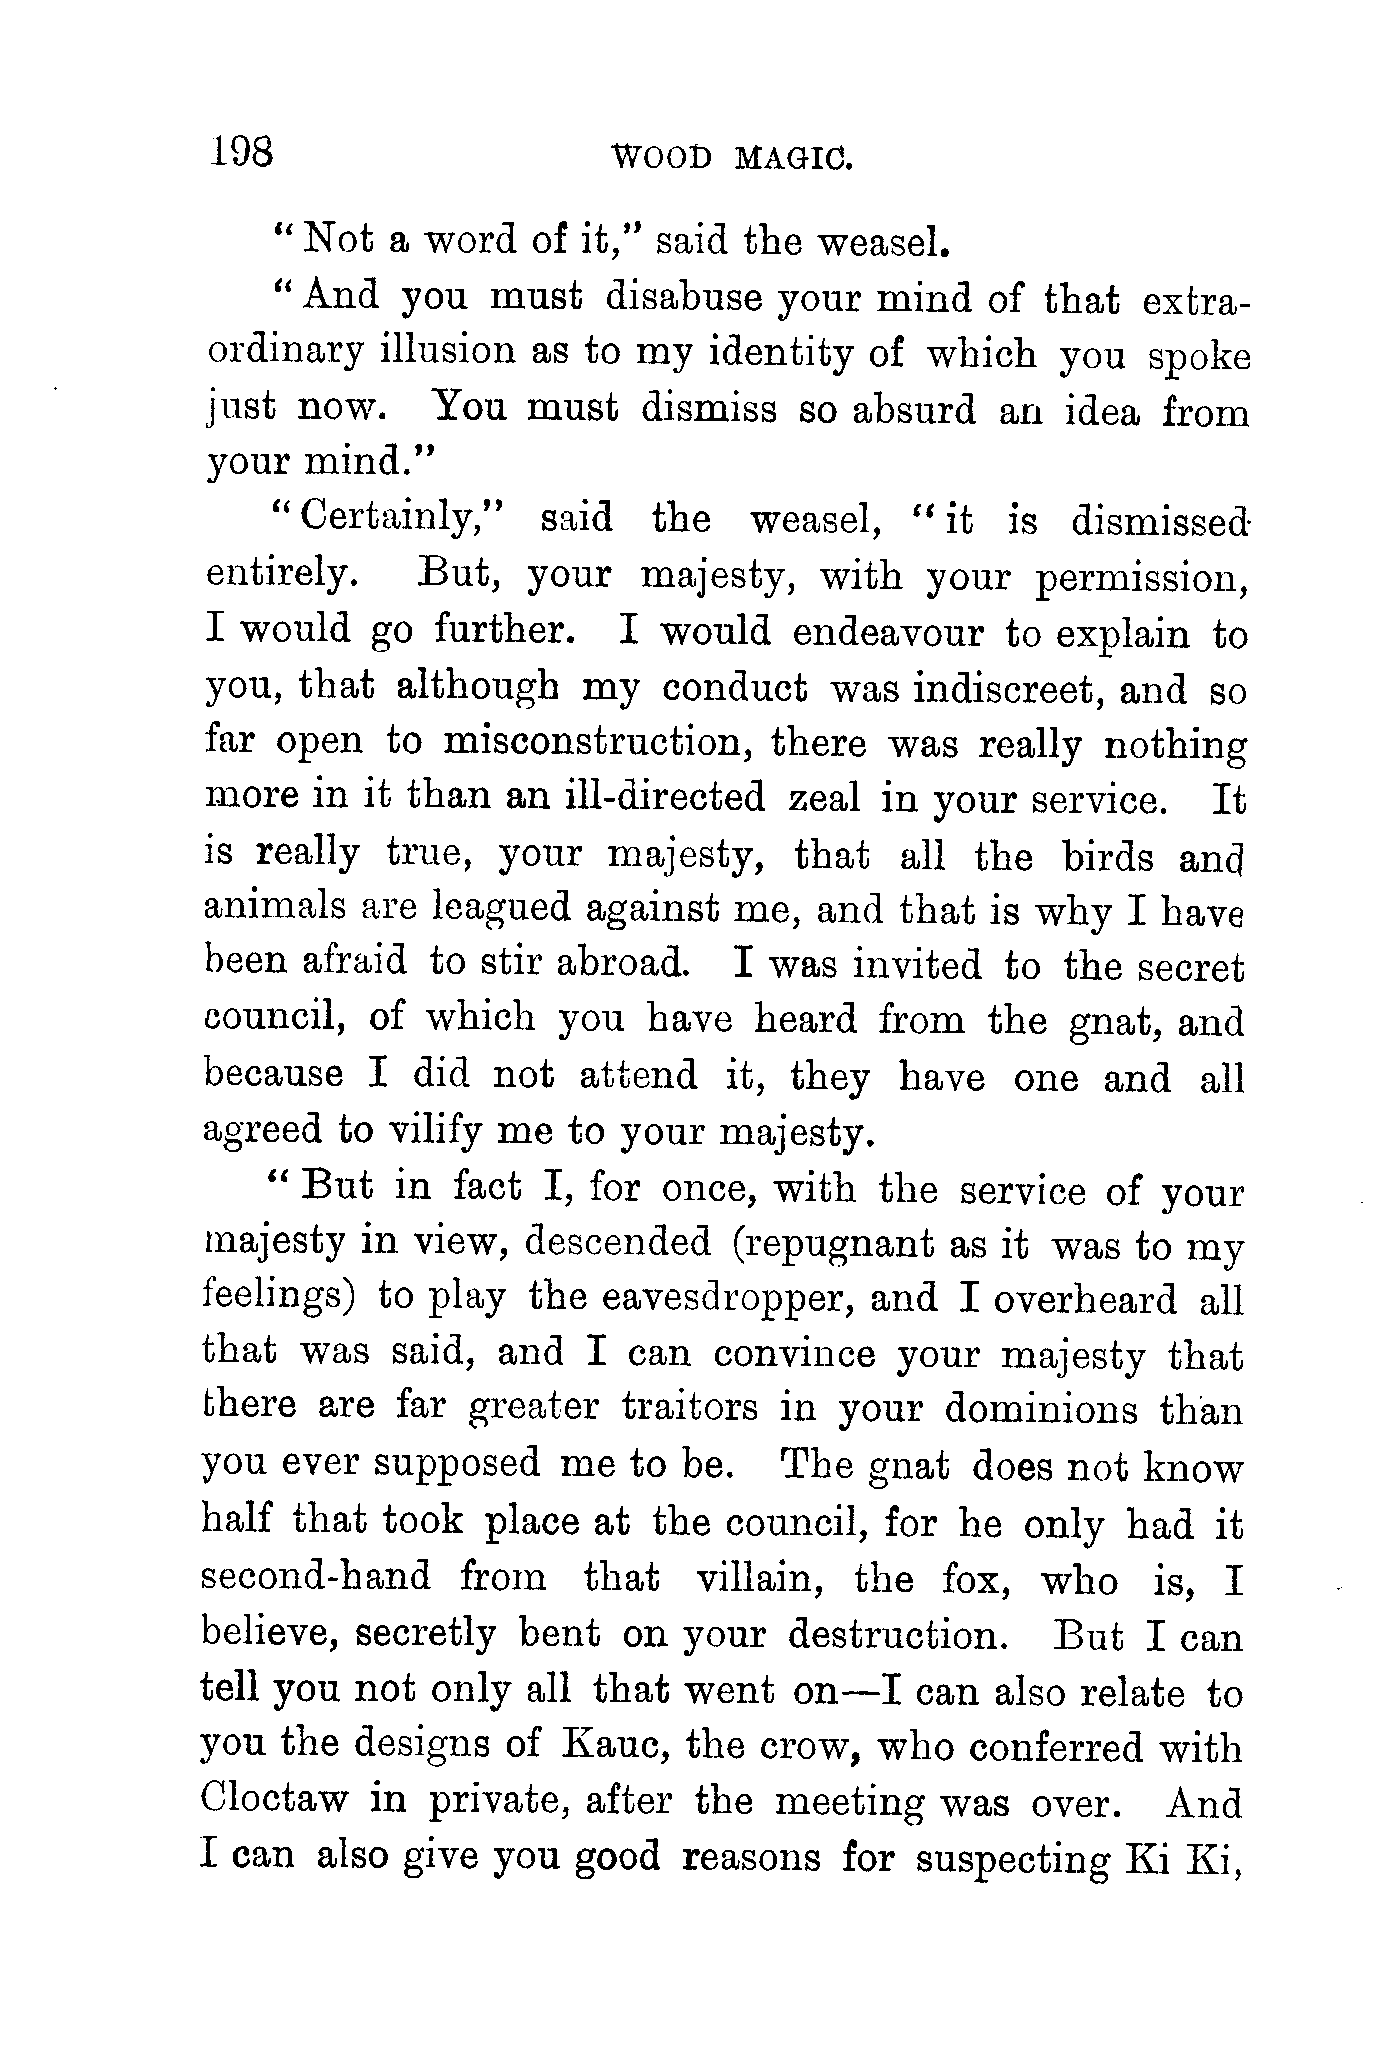 198 WOOD MAGIC.
“Not a word of it,” said the weasel.
“And you must disabuse your mind of that extra-
ordinary illusion as to my identity of which you spoke
just now. You must dismiss so absurd an idea from
your mind.”
“Certainly,” said the weasel, “it is dismissed
entirely. But, your majesty, with your permission,
I would go further. I would endeavour to explain to
you, that although my conduct was indiscreet, and so
far open to misconstruction, there was really nothing
more in it than an ill-directed zeal in your service. It
is really true, your majesty, that all the birds and
animals are leagued against me, and that is why I have
been afraid to stir abroad. I was invited to the secret
council, of which you have heard from the gnat, and
because I did not attend it, they have one and all
agreed to vilify me to your majesty.
“But in fact I, for once, with the service of your
majesty in view, descended (repugnant as it was to my
feelings) to play the eavesdropper, and I overheard all
that was said, and I can convince your majesty that
there are far greater traitors in your dominions than
you ever supposed me to be. The gnat does not know
half that took place at the council, for he only had it
second-hand from that villain, the fox, who is, I
believe, secretly bent on your destruction. But I can
tell you not only all that went on—I can also relate to
you the designs of Kauc, the crow, who conferred with
Cloctaw in private, after the meeting was over. And
I can also give you good reasons for suspecting Ki Ki,